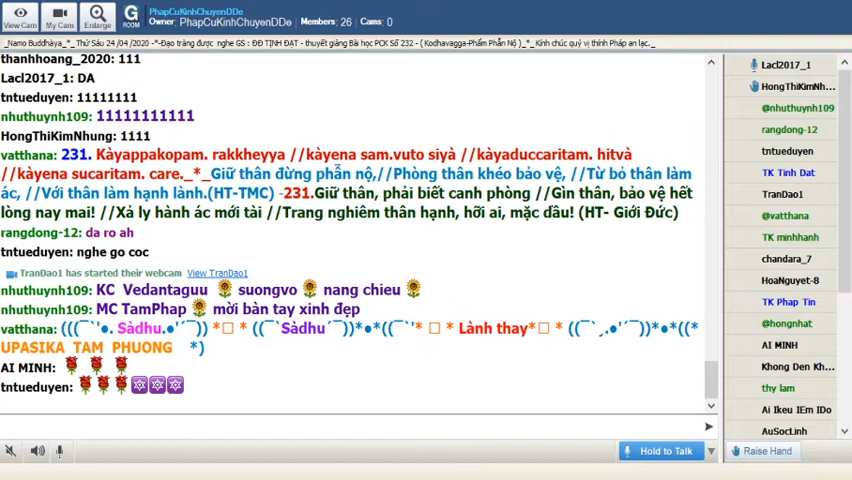 View Cam
My Cam
Enlarge
G
ROOM
PhapCuKinhChuyenDDe
Owner: PhapCuKinhChuyenDDe Members: 26 Cams: 0
_Namo Buddhàya_*_ Thứ Sáu 24 /04 /2020 -*-Đạo tràng được nghe GS : ĐĐ TỊNH ĐẠT - thuyết giảng Bài học PCK Số 232 - ( Kodhavagga-Phẩm Phẫn Nộ )_*_ Kính chúc quý vị thính Pháp an lạc._
thanhhoang_2020: 111
Lacl2017_1: DA
tntueduyen: 11111111
nhuthuynh109: 11111111111
HongThiKimNhung: 1111
vatthana: 231. Kàyappakopam. rakkheyya //kàyena sam.vuto siyà //kàyaduccaritam. hitvà
//kàyena sucaritam. care._*_Giữ thân đừng phẫn nộ,//Phòng thân khéo bảo vệ, //Từ bỏ thân làm
ác, //Với thân làm hạnh lành.(HT-TMC) -231.Giữ thân, phải biết canh phòng //Gìn thân, bảo vệ hết
lòng nay mai! //Xả ly hành ác mới tài //Trang nghiêm thân hạnh, hỡi ai, mặc dầu! (HT- Giới Đức)
rangdong-12: da ro ah
tntueduyen: nghe go coc
TranDao1 has started their webcam View TranDao1
nhuthuynh109: KC Vedantaguu 🌻 suongvo 🌻 nang chieu 🌻
nhuthuynh109: MC TamPhap 🌻 mời bàn tay xinh đẹp
vatthana: (((¯`'•. Sàdhu.•'´¯)) *□ * ((¯`Sàdhu´¯))*•*((¯`'* □ * Lành thay*□ * ((¯`ˏ.•'´¯))*•*((*
UPASIKA TAM PHUONG *)
AI MINH: 🌹 🌹 🌹
tntueduyen: 🌹🌹🌹🔯🔯🔯
Hold to Talk
Lacl2017_1
HongThiKimNh...
@nhuthuynh109
rangdong-12
tntueduyen
TK Tinh Dat
TranDao1
@vatthana
TK minhhanh
chandara_7
HoaNguyet-8
TK Phap Tin
@hongnhat
AI MINH
Khong Den Kh...
thy lam
Ai Ikeu IEm IDo
AuSocLinh
Raise Hand